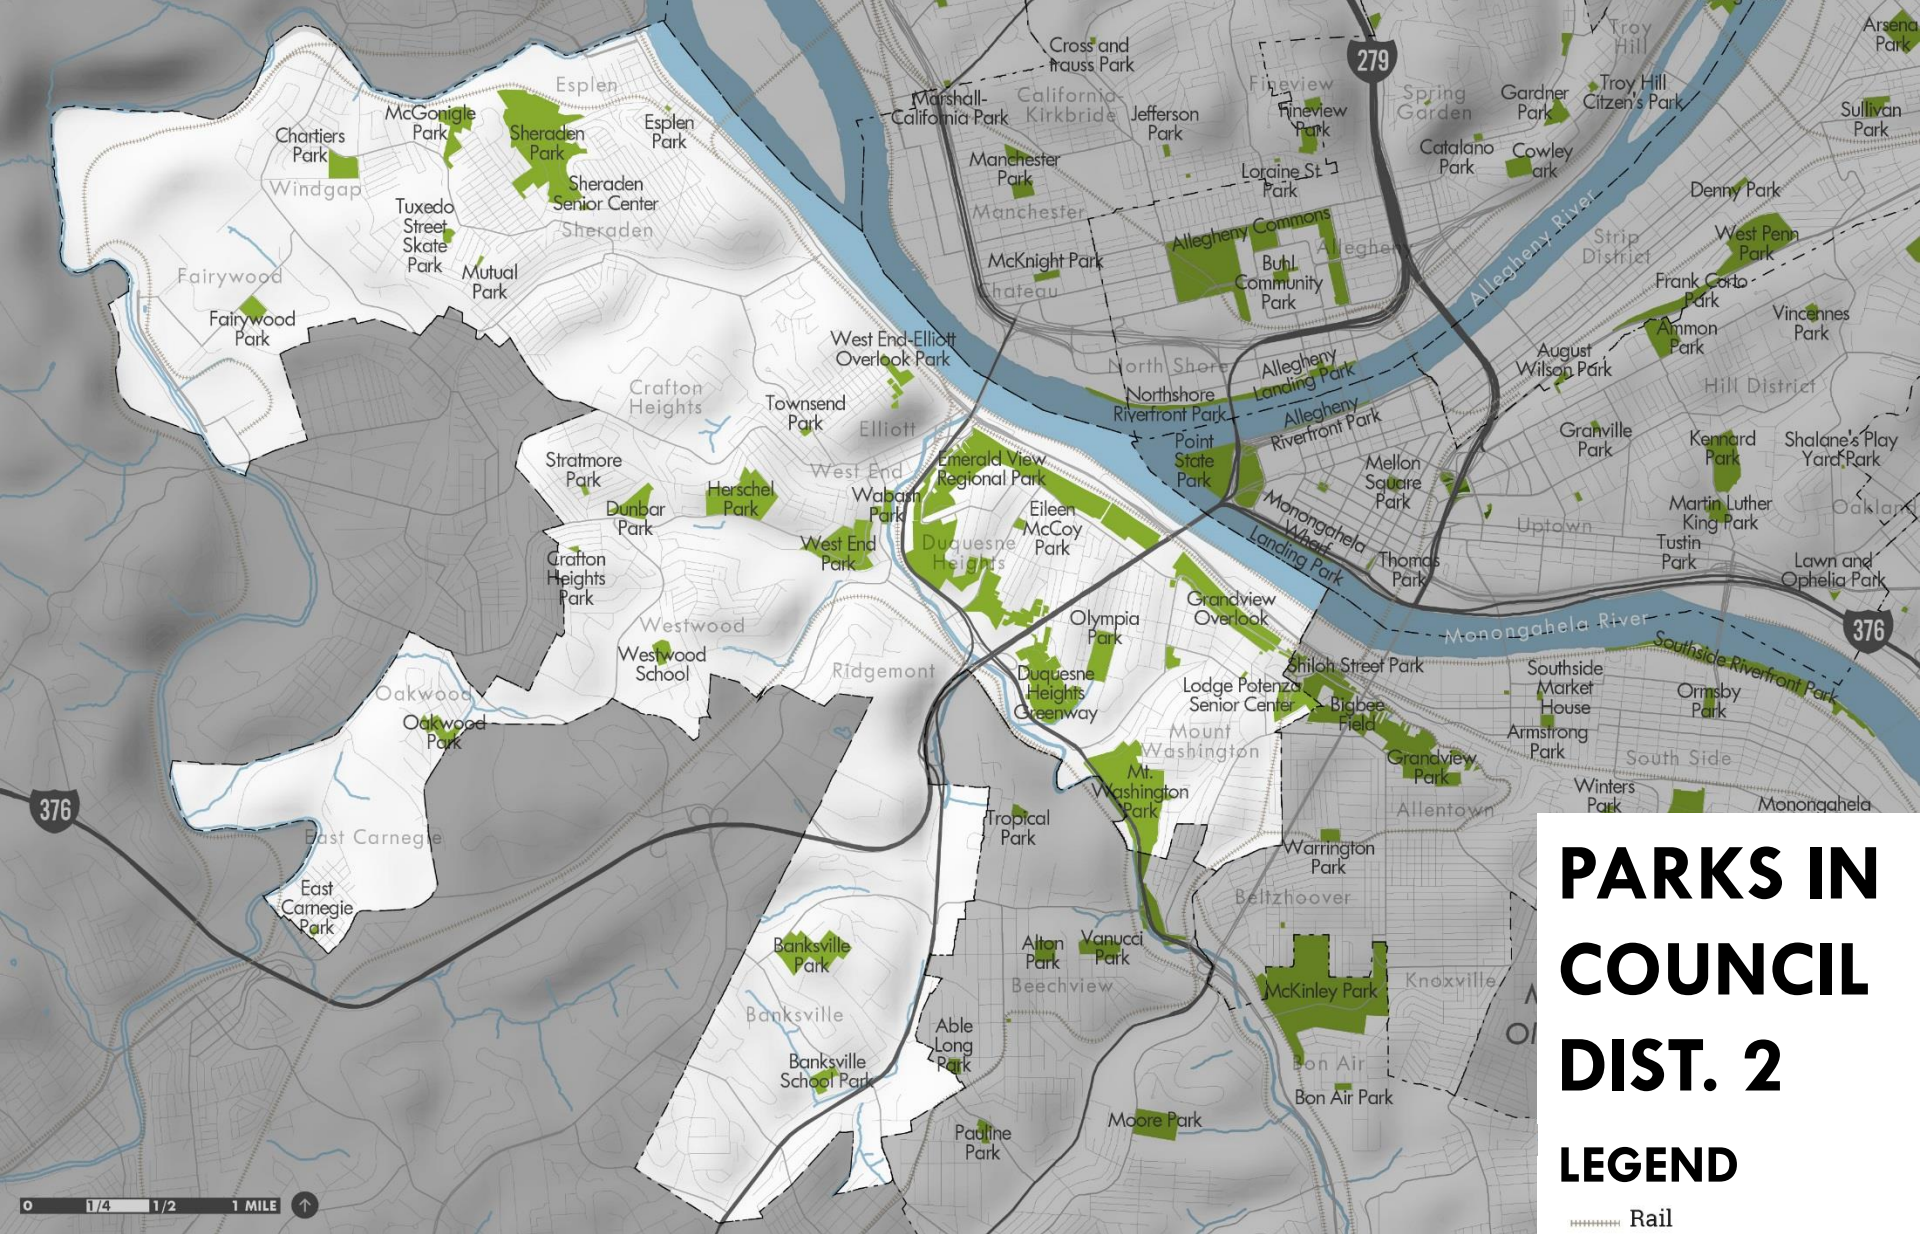 Esplen
McGonigle
Park
Chartiers
Park
Windgap
Sheraden
Park
Esplen
Park
Sheraden
Senior Center
Sheraden
Tuxedo
Street
Skate
Park
Mutual
Park
Fairywood
Fairywood
Park
West End-Elliott
Overlook Park
Crafton
Heights
Townsend
Park
Elliott
West End
Stratmore
Park
Dunbar
Park
Herschel
Park
Wabash
Park
West End
Park
Crafton
Heights
Park
Westwood
Westwood
School
Ridgemont
Oakwood
Oakwood
Park
East Carnegie
East
Carnegie
Park
376
Emerald View
Regional Park
Eileen
McCoy
Park
Duquesne
Heights
Olympia
Park
Grandview
Overlook
Duquesne
Heights
Greenway
Shiloh Street Park
Lodge Potenza
Senior Center
Bigbee
Field
Mount
Washington
Mt.
Washington
Park
Grandview
Park
Allentown
Tropical
Park
Warrington
Park
Beltzhoover
Banksville
Park
Banksville
Banksville
School Park
Alton
Park
Vanucci
Park
Beechview
Able
Long
Park
Pauline
Park
Moore Park
McKinley Park
Knoxville
Bon Air
Bon Air Park
Cross and
Marshall-
California Park
California-
Kirkbride
Jefferson
Park
Fineview
Fineview
Park
279
Spring
Garden
Gardner
Park
Troy
Hill
Troy Hill
Citzen's Park
Arsena
Park
Sullivan
Park
Manchester
Park
Manchester
Loraine St.
Park
Catalano
Park
Cowley
ark
Denny Park
Allegheny Commons
Allegheny
McKnight Park
Chateau
Buhl
Community
Park
Allegheny River
Strip
District
West Penn
Park
Frank Curto
Park
Ammon
Park
Vincennes
Park
North Shore
Allegheny
Landing Park
Northshore
Riverfront Park
Allegheny
Riverfront Park
August
Wilson Park
Hill District
Point
State
Park
Mellon
Square
Park
Granville
Park
Kennard
Park
Shalane's Play
Yard Park
Monongahela
Wharf
Landing Park
Martin Luther
King Park
Oakland
Uptown
Tustin
Park
Thomas
Park
Lawn and
Ophelia Park
Monongahela River
376
Southside Riverfront Park
Southside
Market
House
Ormsby
Park
Armstrong
Park
South Side
Winters
Park
Monongahela
PARKS IN
COUNCIL
DIST. 2
LEGEND
Rail
0 1/4 1/2 1 MILE